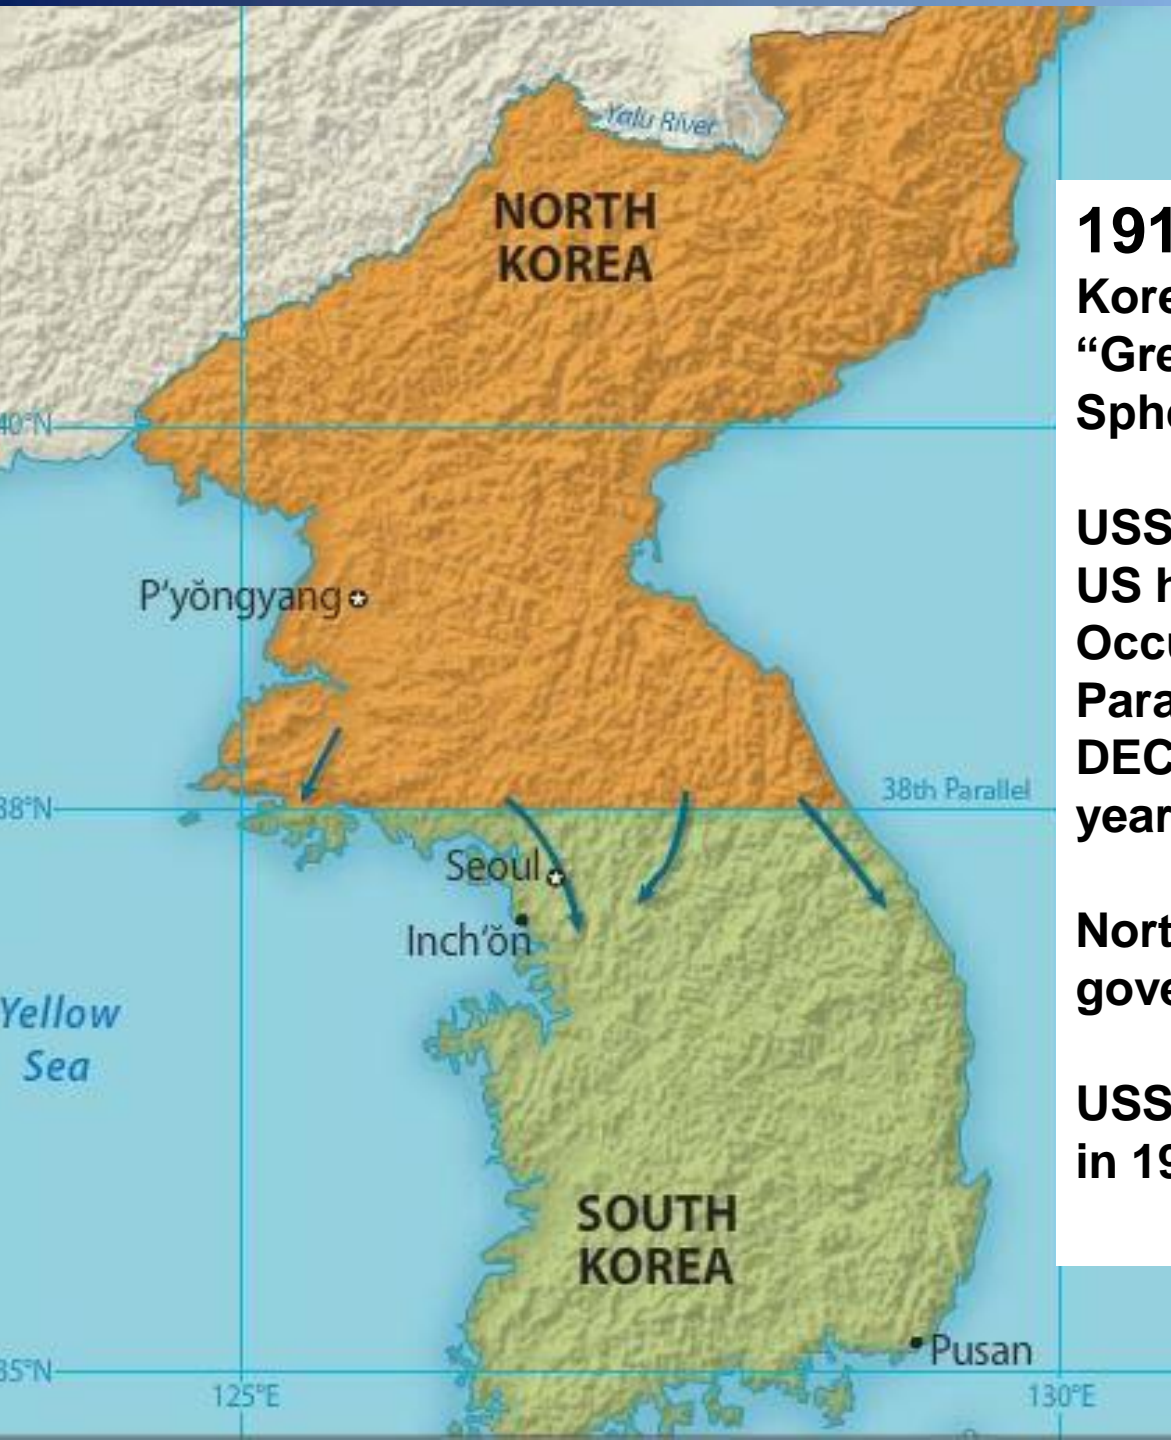 Yalu River
NORTH
KOREA
40°N
P'yŏngyang
38th Parallel
38°N
Seoul
Inch'ŏn
Yellow
Sea
SOUTH
KOREA
Pusan
35°N
125°E
130°E
191
Kore
“Gre
Sphe
USS
US h
Occu
Para
DEC
year
Nort
gove
USS
in 19